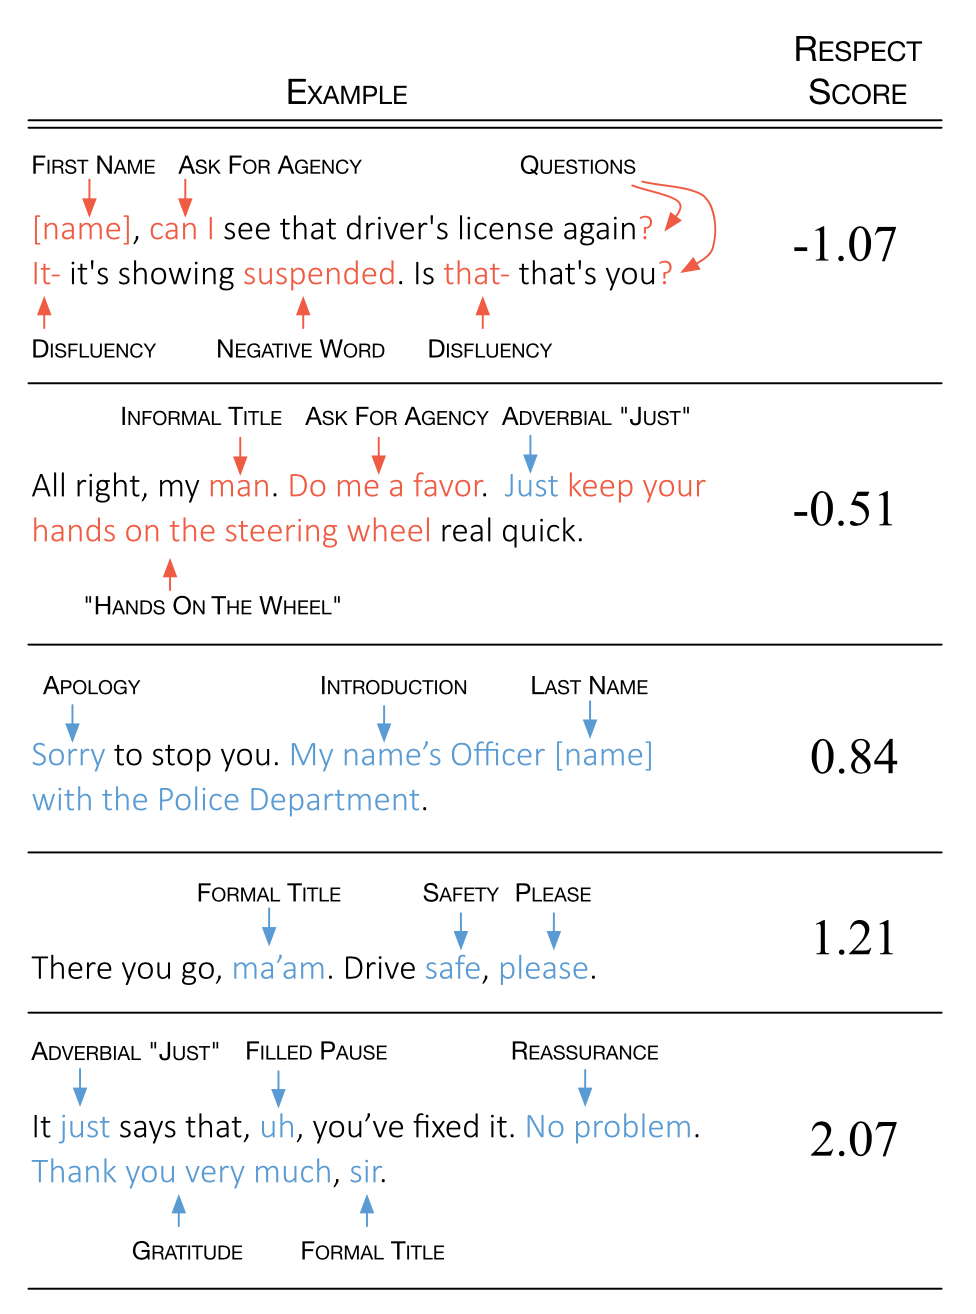 EXAMPLE
RESPECT
SCORE
FIRST NAME ASK FOR AGENCY QUESTIONS
[name], can I see that driver's license again?
It- it's showing suspended. Is that- that's you?
DISFLUENCY NEGATIVE WORD DISFLUENCY
-1.07
INFORMAL TITLE ASK FOR AGENCY ADVERBIAL "JUST"
All right, my man. Do me a favor. Just keep your
hands on the steering wheel real quick.
"HANDS ON THE WHEEL"
-0.51
APOLOGY INTRODUCTION LAST NAME
Sorry to stop you. My name’s Officer [name]
with the Police Department.
0.84
FORMAL TITLE SAFETY PLEASE
There you go, ma’am. Drive safe, please.
1.21
ADVERBIAL "JUST" FILLED PAUSE REASSURANCE
It just says that, uh, you’ve fixed it. No problem.
Thank you very much, sir.
GRATITUDE FORMAL TITLE
2.07